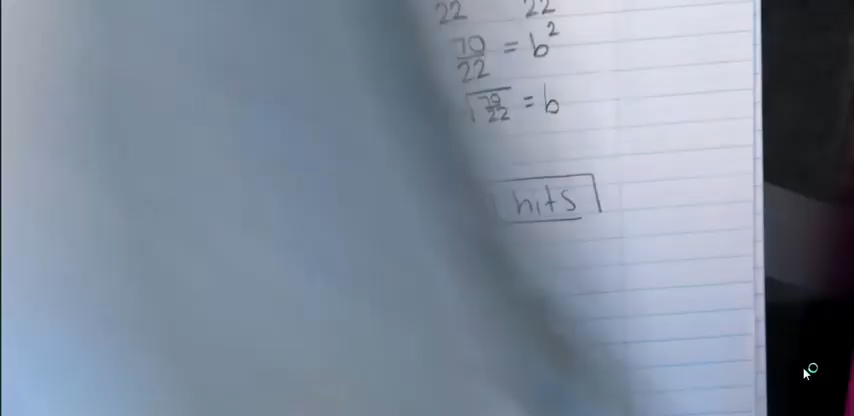 22 22
70/22 = b²
√70/22 = b
hits